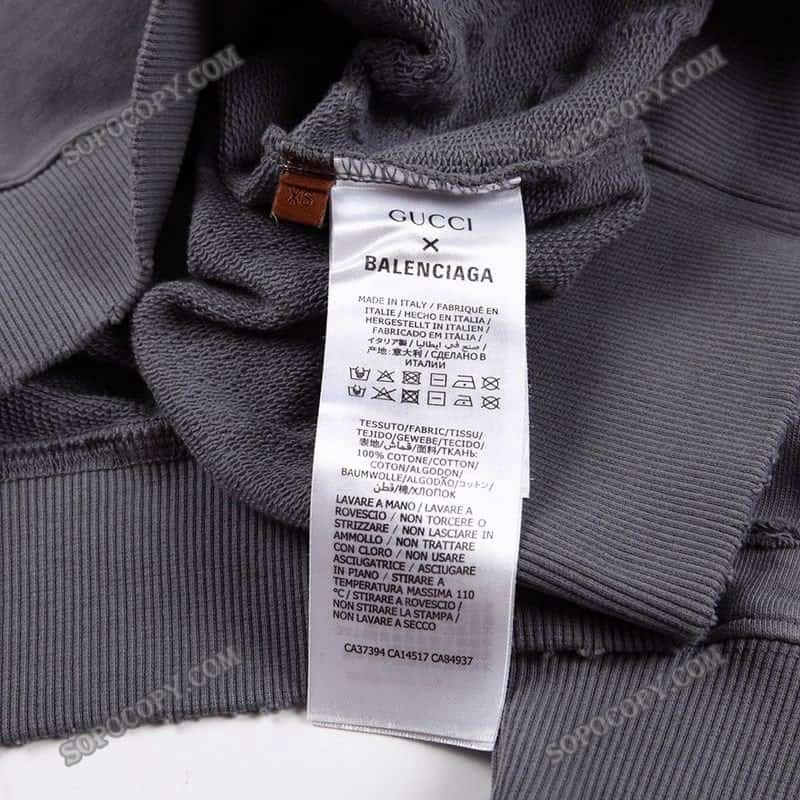 SOPOCOPY.COM
SOPOCOPY.COM
XS
GUCCI
X
BALENCIAGA
MADE IN ITALY / FABRIQUÉ EN
ITALIE / HECHO EN ITALIA /
HERGESTELLT IN ITALIEN /
FABRICADO EM ITÁLIA /
イタリア製 / صنع في ايطاليا /
产地:意大利 / СДЕЛАНО В
ИТАЛИИ
TESSUTO/FABRIC/TISSU/
TEJIDO/GEWEBE/TECIDO/
表地/قماش/面料/ТКАНЬ:
100% COTONE/COTTON/
COTON/ALGODON/
BAUMWOLLE/ALGODÃO/コットン/
قطن/棉/ХЛОПОК
LAVARE A MANO / LAVARE A
ROVESCIO / NON TORCERE O
STRIZZARE / NON LASCIARE IN
AMMOLLO / NON TRATTARE
CON CLORO / NON USARE
ASCIUGATRICE / ASCIUGARE
IN PIANO / STIRARE A
TEMPERATURA MASSIMA 110
°C/ STIRARE A ROVESCIO/
NON STIRARE LA STAMPA/
NON LAVARE A SECCO
CA37394 CA14517 CA84937
SOPOCOPY.COM
SOPOCOPY.COM